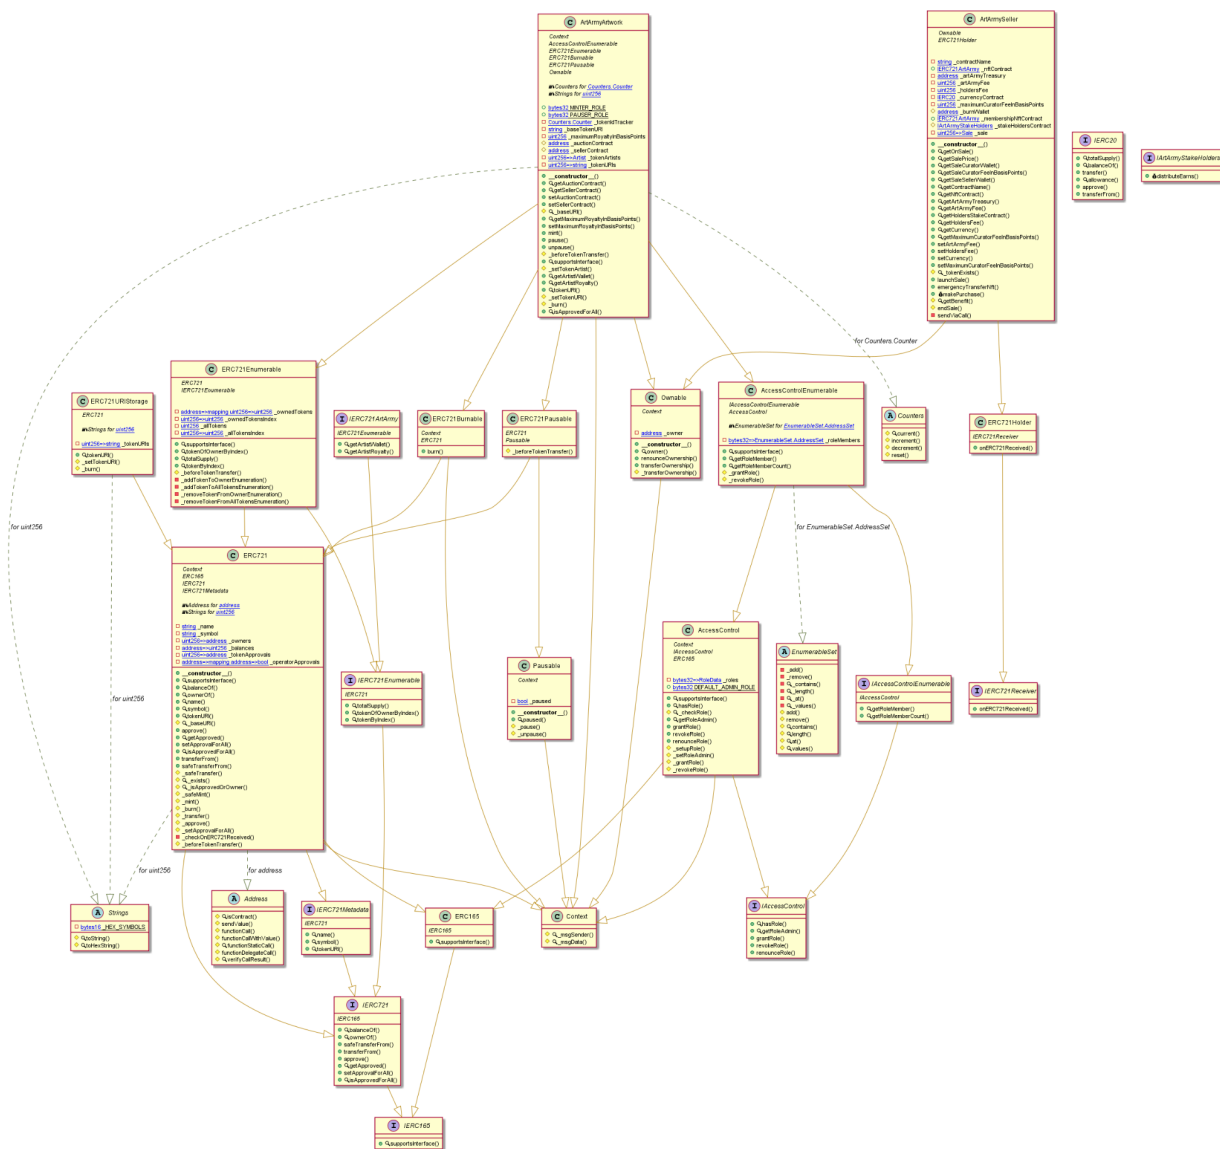 C ArtArmyArtwork
Context
AccessControlEnumerable
ERC721Enumerable
ERC721Burnable
ERC721Pausable
Ownable
Counters for Counters.Counter
Strings for uint256
bytes32 MINTER_ROLE
bytes32 PAUSER_ROLE
Counters.Counter _tokenIdTracker
string _baseTokenURI
uint256 _maximumRoyaltyInBasisPoints
address _auctionContract
address _sellerContract
uint256=>Artist _tokenArtists
uint256=>string _tokenURIs
__constructor__()
getAuctionContract()
getSellerContract()
setAuctionContract()
setSellerContract()
_baseURI()
getMaximumRoyaltyInBasisPoints()
setMaximumRoyaltyInBasisPoints()
mint()
pause()
unpause()
_beforeTokenTransfer()
supportsInterface()
_setTokenArtist()
getArtistWallet()
getArtistRoyalty()
tokenURI()
_setTokenURI()
_burn()
isApprovedForAll()
C ArtArmySeller
Ownable
ERC721Holder
string _contractName
IERC721ArtArmy _nftContract
address _artArmyTreasury
uint256 _artArmyFee
uint256 _holdersFee
IERC20 _currencyContract
uint256 _maximumCuratorFeeInBasisPoints
address _burnWallet
IERC721ArtArmy _membershipNftContract
IArtArmyStakeHolders _stakeHoldersContract
uint256=>Sale _sale
__constructor__()
getOnSale()
getSalePrice()
getSaleCuratorWallet()
getSaleCuratorFeeInBasisPoints()
getSaleSellerWallet()
getContractName()
getNftContract()
getArtArmyTreasury()
getArtArmyFee()
getHoldersStakeContract()
getHoldersFee()
getCurrency()
getMaximumCuratorFeeInBasisPoints()
setArtArmyFee()
setHoldersFee()
setCurrency()
setMaximumCuratorFeeInBasisPoints()
_tokenExists()
launchSale()
emergencyTransferNft()
makePurchase()
getBenefit()
endSale()
sendViaCall()
I IERC20
totalSupply()
balanceOf()
transfer()
allowance()
approve()
transferFrom()
I IArtArmyStakeHolders
distributeEarns()
for Counters.Counter
C ERC721URIStorage
ERC721
Strings for uint256
uint256=>string _tokenURIs
tokenURI()
_setTokenURI()
_burn()
C ERC721Enumerable
ERC721
IERC721Enumerable
address=>mapping uint256=>uint256 _ownedTokens
uint256=>uint256 _ownedTokensIndex
uint256 _allTokens
uint256=>uint256 _allTokensIndex
supportsInterface()
tokenOfOwnerByIndex()
totalSupply()
tokenByIndex()
_beforeTokenTransfer()
_addTokenToOwnerEnumeration()
_addTokenToAllTokensEnumeration()
_removeTokenFromOwnerEnumeration()
_removeTokenFromAllTokensEnumeration()
I IERC721ArtArmy
IERC721Enumerable
getArtistWallet()
getArtistRoyalty()
C ERC721Burnable
Context
ERC721
burn()
C ERC721Pausable
ERC721
Pausable
_beforeTokenTransfer()
C Ownable
Context
address _owner
__constructor__()
owner()
renounceOwnership()
transferOwnership()
_transferOwnership()
C AccessControlEnumerable
IAccessControlEnumerable
AccessControl
EnumerableSet for EnumerableSet.AddressSet
bytes32=>EnumerableSet.AddressSet _roleMembers
supportsInterface()
getRoleMember()
getRoleMemberCount()
_grantRole()
_revokeRole()
A Counters
current()
increment()
decrement()
reset()
C ERC721Holder
IERC721Receiver
onERC721Received()
for uint256
for EnumerableSet.AddressSet
C ERC721
Context
ERC165
IERC721
IERC721Metadata
Address for address
Strings for uint256
string _name
string _symbol
uint256=>address _owners
address=>uint256 _balances
uint256=>address _tokenApprovals
address=>mapping address=>bool _operatorApprovals
__constructor__()
supportsInterface()
balanceOf()
ownerOf()
name()
symbol()
tokenURI()
_baseURI()
approve()
getApproved()
setApprovalForAll()
isApprovedForAll()
transferFrom()
safeTransferFrom()
_safeTransfer()
_exists()
_isApprovedOrOwner()
_safeMint()
_mint()
_burn()
_transfer()
_approve()
_setApprovalForAll()
_checkOnERC721Received()
_beforeTokenTransfer()
for uint256
I IERC721Enumerable
IERC721
totalSupply()
tokenOfOwnerByIndex()
tokenByIndex()
C Pausable
Context
bool _paused
__constructor__()
paused()
_pause()
_unpause()
C AccessControl
Context
IAccessControl
ERC165
bytes32=>RoleData _roles
bytes32 DEFAULT_ADMIN_ROLE
supportsInterface()
hasRole()
_checkRole()
getRoleAdmin()
grantRole()
revokeRole()
renounceRole()
_setupRole()
_setRoleAdmin()
_grantRole()
_revokeRole()
A EnumerableSet
_add()
_remove()
_contains()
_length()
_at()
_values()
add()
remove()
contains()
length()
at()
values()
I IAccessControlEnumerable
IAccessControl
getRoleMember()
getRoleMemberCount()
I IERC721Receiver
onERC721Received()
for uint256
for address
A Strings
bytes16 _HEX_SYMBOLS
toString()
toHexString()
A Address
isContract()
sendValue()
functionCall()
functionCallWithValue()
functionStaticCall()
functionDelegateCall()
verifyCallResult()
I IERC721Metadata
IERC721
name()
symbol()
tokenURI()
C ERC165
IERC165
supportsInterface()
C Context
_msgSender()
_msgData()
I IAccessControl
hasRole()
getRoleAdmin()
grantRole()
revokeRole()
renounceRole()
I IERC721
IERC165
balanceOf()
ownerOf()
safeTransferFrom()
transferFrom()
approve()
getApproved()
setApprovalForAll()
isApprovedForAll()
I IERC165
supportsInterface()